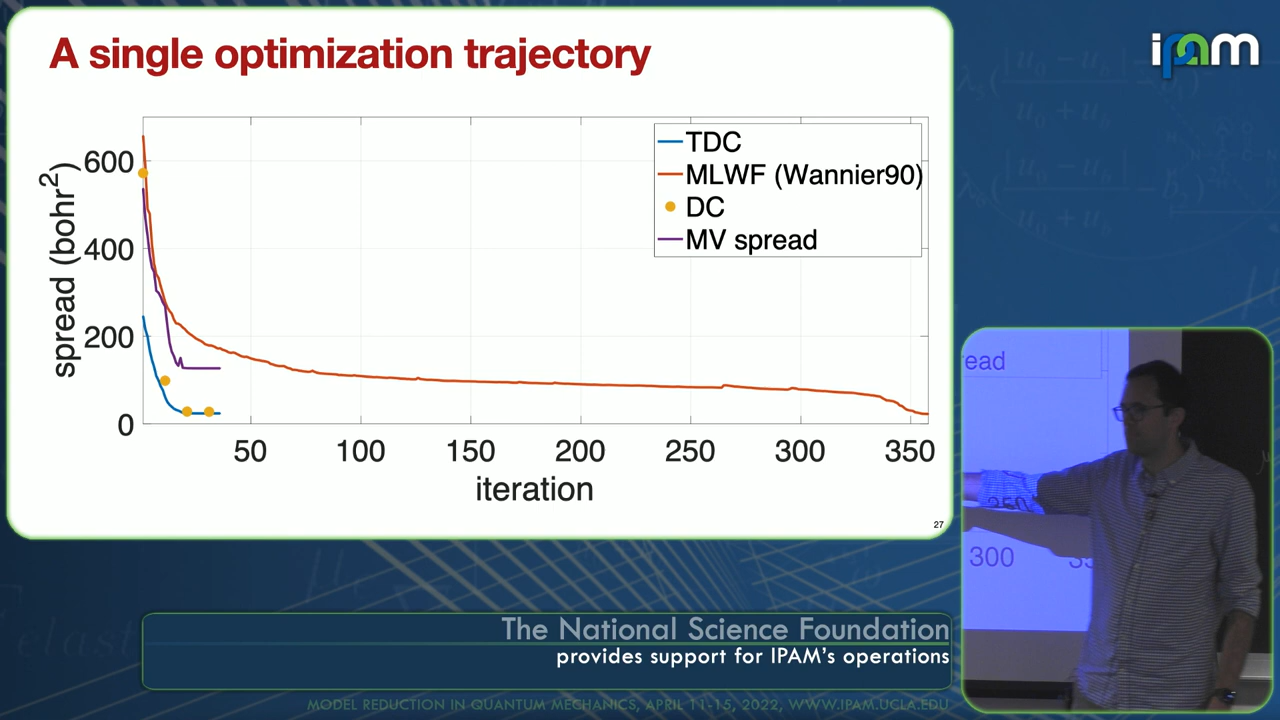 A single optimization trajectory
ipam
600
400
200
0
spread (bohr2)
TDC
MLWF (Wannier90)
DC
MV spread
50 100 150 200 250 300 350
iteration
27
ead
250
300
The National Science Foundation
provides support for IPAM's operations
MODEL REDUCTION IN QUANTUM MECHANICS, APRIL 11-15, 2022, WWW.IPAM.UCLA.EDU